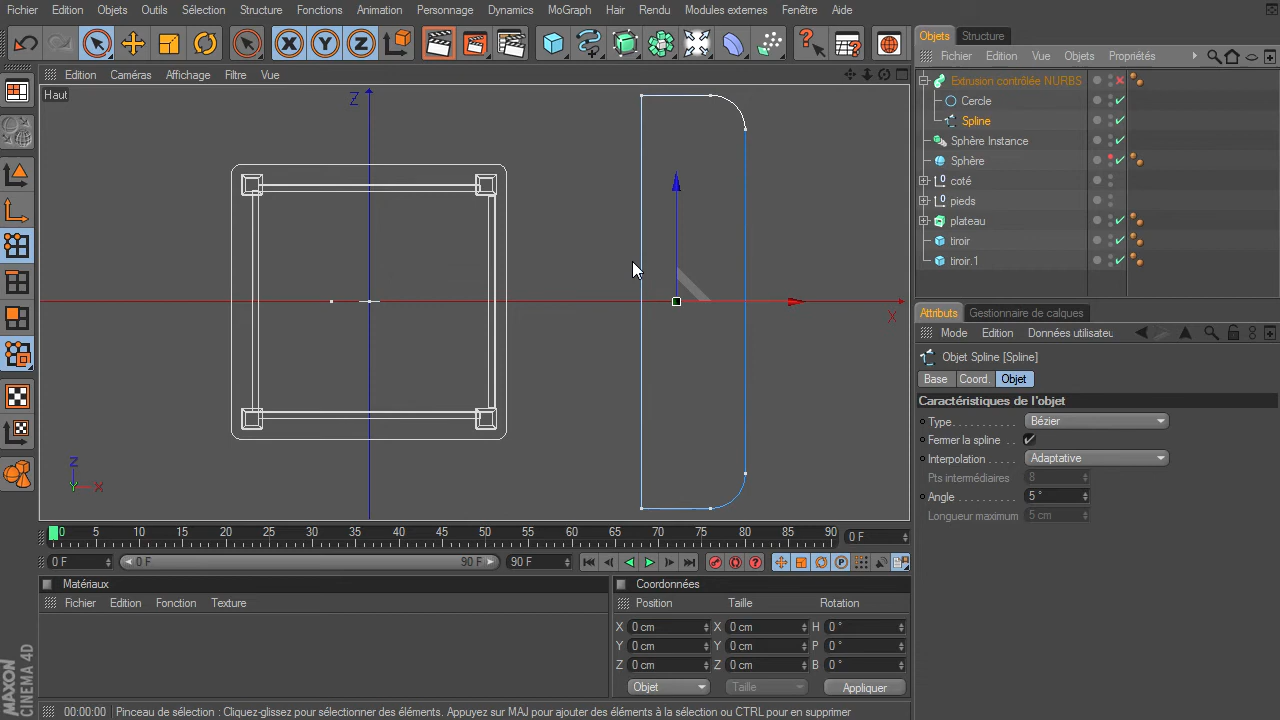 Fichier Edition Objets Outils Sélection Structure Fonctions Animation Personnage Dynamics MoGraph Hair Rendu Modules externes Fenêtre Aide
Objets Structure
Fichier Edition Vue Objets Propriétés
Edition Caméras Affichage Filtre Vue
Haut
Z
X
Z
Y X
Extrusion contrôlée NURBS
Cercle
Spline
Sphère Instance
Sphère
coté
pieds
plateau
tiroir
tiroir.1
Attributs Gestionnaire de calques
Mode Edition Données utilisateu
Objet Spline [Spline]
Base Coord. Objet
Caractéristiques de l'objet
Type Bézier
Fermer la spline
Interpolation Adaptative
Pts intermédiaires 8
Angle 5 °
Longueur maximum 5 cm
0 5 10 15 20 25 30 35 40 45 50 55 60 65 70 75 80 85 90 0 F
0 F 0 F 90 F 90 F
Matériaux
Fichier Edition Fonction Texture
Coordonnées
Position Taille Rotation
X 0 cm X 0 cm H 0 °
Y 0 cm Y 0 cm P 0 °
Z 0 cm Z 0 cm B 0 °
Objet Taille Appliquer
MAXON
CINEMA 4D
00:00:00 Pinceau de sélection : Cliquez-glissez pour sélectionner des éléments. Appuyez sur MAJ pour ajouter des éléments à la sélection ou CTRL pour en supprimer